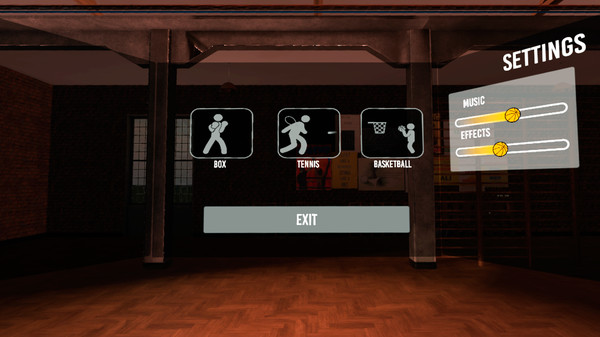 SETTINGS
MUSIC
EFFECTS
BOX
TENNIS
BASKETBALL
EXIT